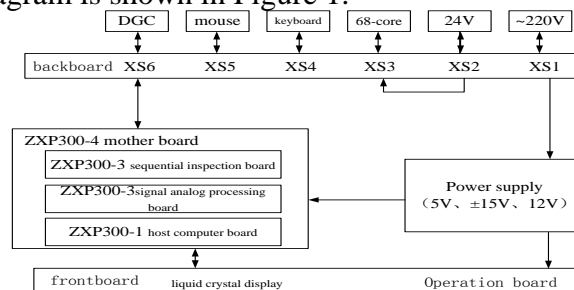 agram is shown in Figure 1.
DGC mouse keyboard 68-core 24V ~220V
backboard XS6 XS5 XS4 XS3 XS2 XS1
ZXP300-4 mother board
ZXP300-3 sequential inspection board
ZXP300-3signal analog processing
board
ZXP300-1 host computer board
Power supply
（5V、±15V、12V）
frontboard liquid crystal display Operation board